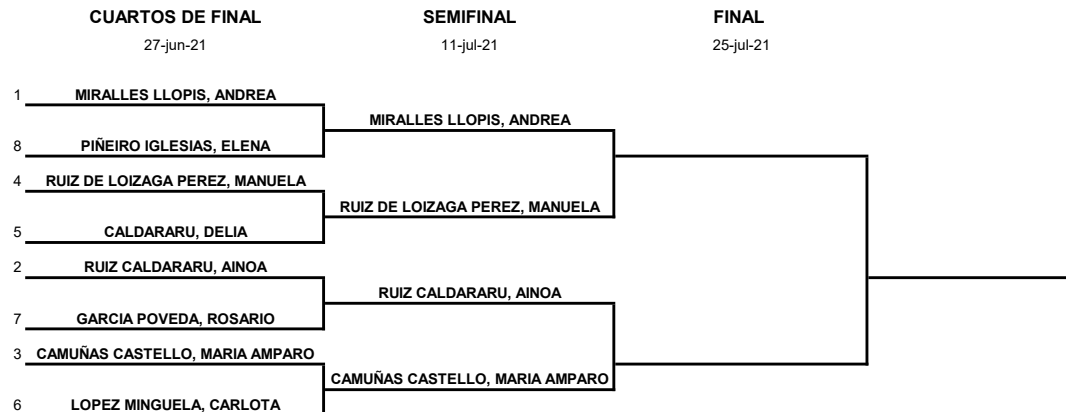 CUARTOS DE FINAL SEMIFINAL FINAL
27-jun-21 11-jul-21 25-jul-21
1 MIRALLES LLOPIS, ANDREA
MIRALLES LLOPIS, ANDREA
8 PIÑEIRO IGLESIAS, ELENA
4 RUIZ DE LOIZAGA PEREZ, MANUELA
RUIZ DE LOIZAGA PEREZ, MANUELA
5 CALDARARU, DELIA
2 RUIZ CALDARARU, AINOA
RUIZ CALDARARU, AINOA
7 GARCIA POVEDA, ROSARIO
3 CAMUÑAS CASTELLO, MARIA AMPARO
CAMUÑAS CASTELLO, MARIA AMPARO
6 LOPEZ MINGUELA, CARLOTA